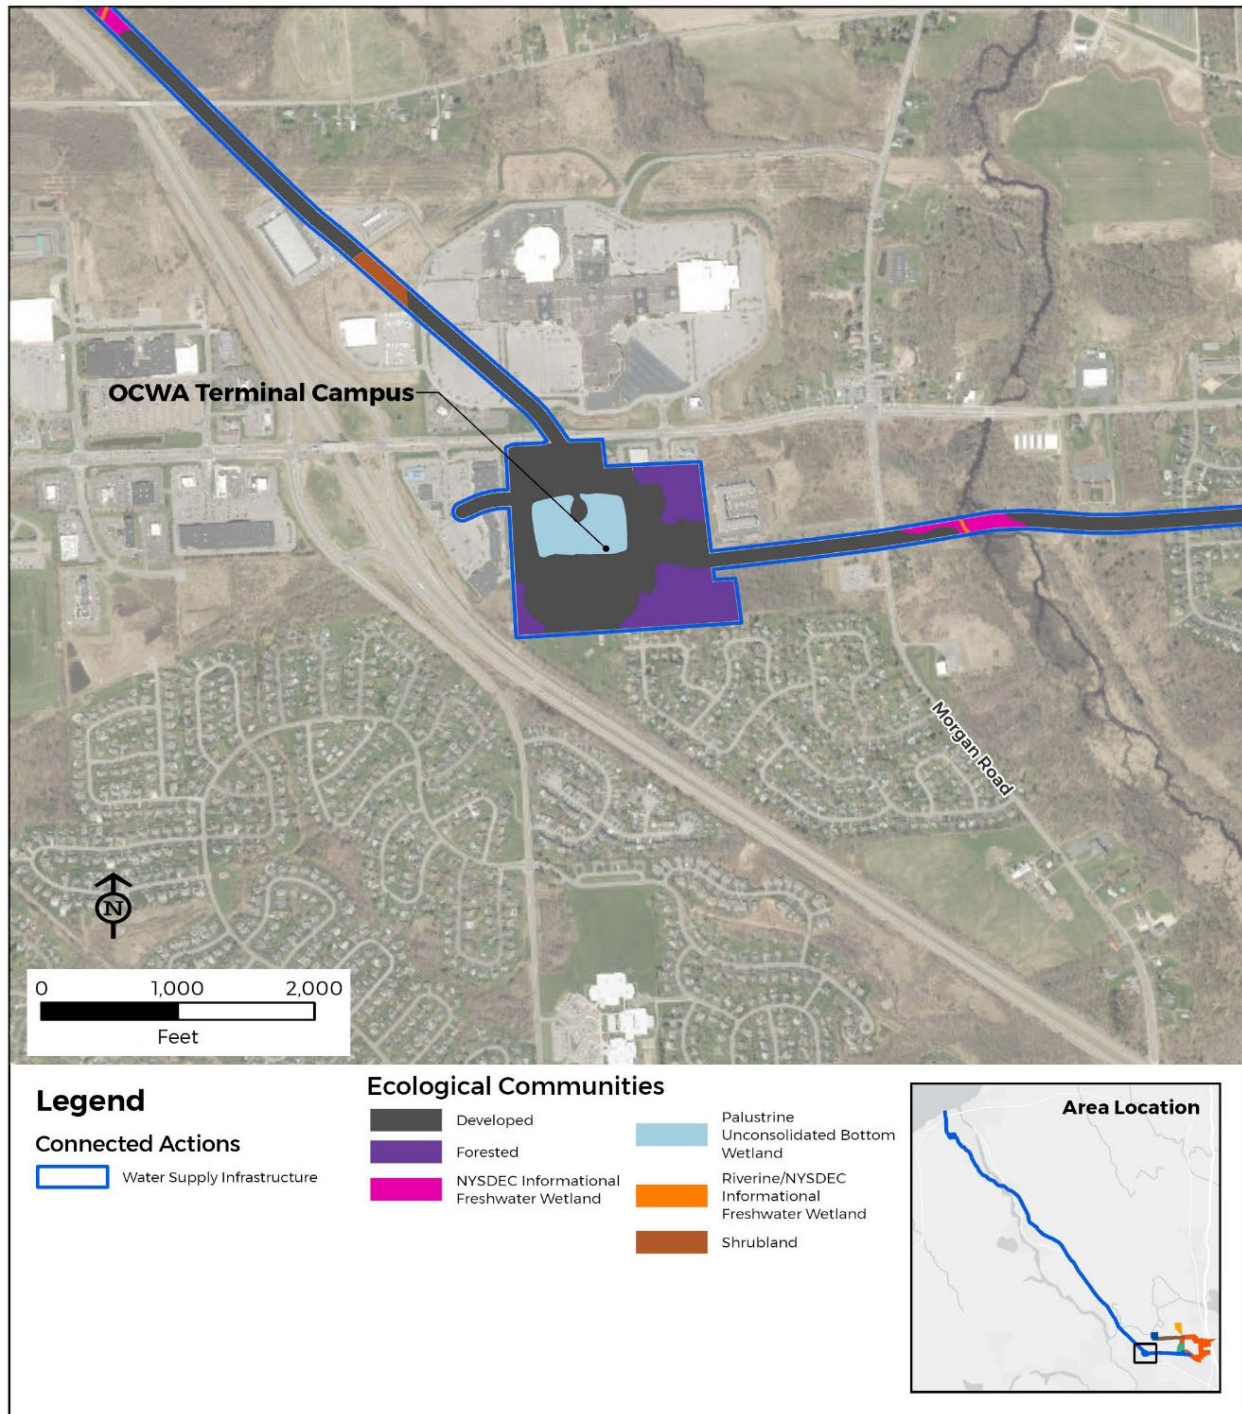 OCWA Terminal Campus
Morgan Road
N
0 1,000 2,000
Feet
Legend
Connected Actions
Water Supply Infrastructure
Ecological Communities
Developed
Forested
NYSDEC Informational
Freshwater Wetland
Palustrine
Unconsolidated Bottom
Wetland
Riverine/NYSDEC
Informational
Freshwater Wetland
Shrubland
Area Location